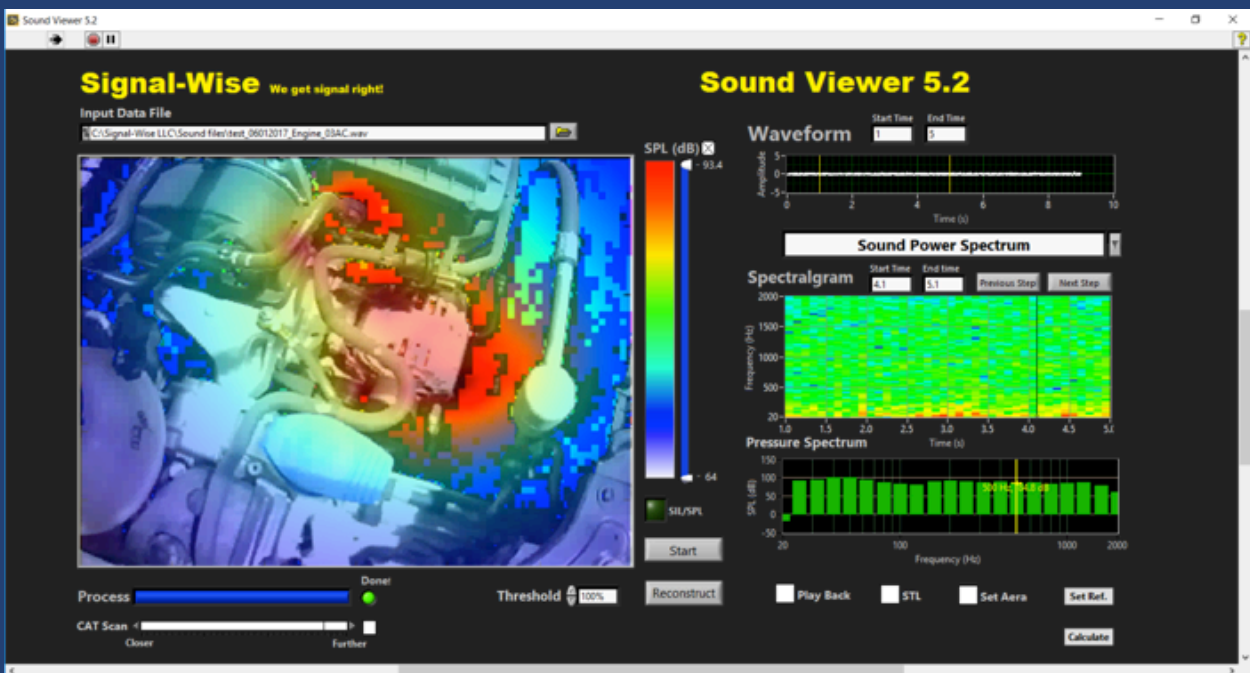 Sound Viewer 5.2
Signal-Wise We get signal right!
Sound Viewer 5.2
Input Data File
C:\Signal-Wise LLC\Sound files\test_06012017_Engine_03AC.wav
SPL (dB)
93.4
64
SIL/SPL
Start
Reconstruct
Process
Done!
Threshold 100%
CAT Scan
Closer Further
Waveform
Start Time End Time
1 5
Amplitude
5
0
-5
0 2 4 6 8 10
Time (s)
Sound Power Spectrum
Spectralgram
Start Time End time
4.1 5.1
Previous Step Next Step
Frequency (Hz)
2000
1500
1000
500
20
1.0 1.5 2.0 2.5 3.0 3.5 4.0 4.5 5.0
Time (s)
Pressure Spectrum
SPL (dB)
150
100
50
0
-50
20 100 1000 2000
Frequency (Hz)
Play Back STL Set Aera Set Ref.
Calculate